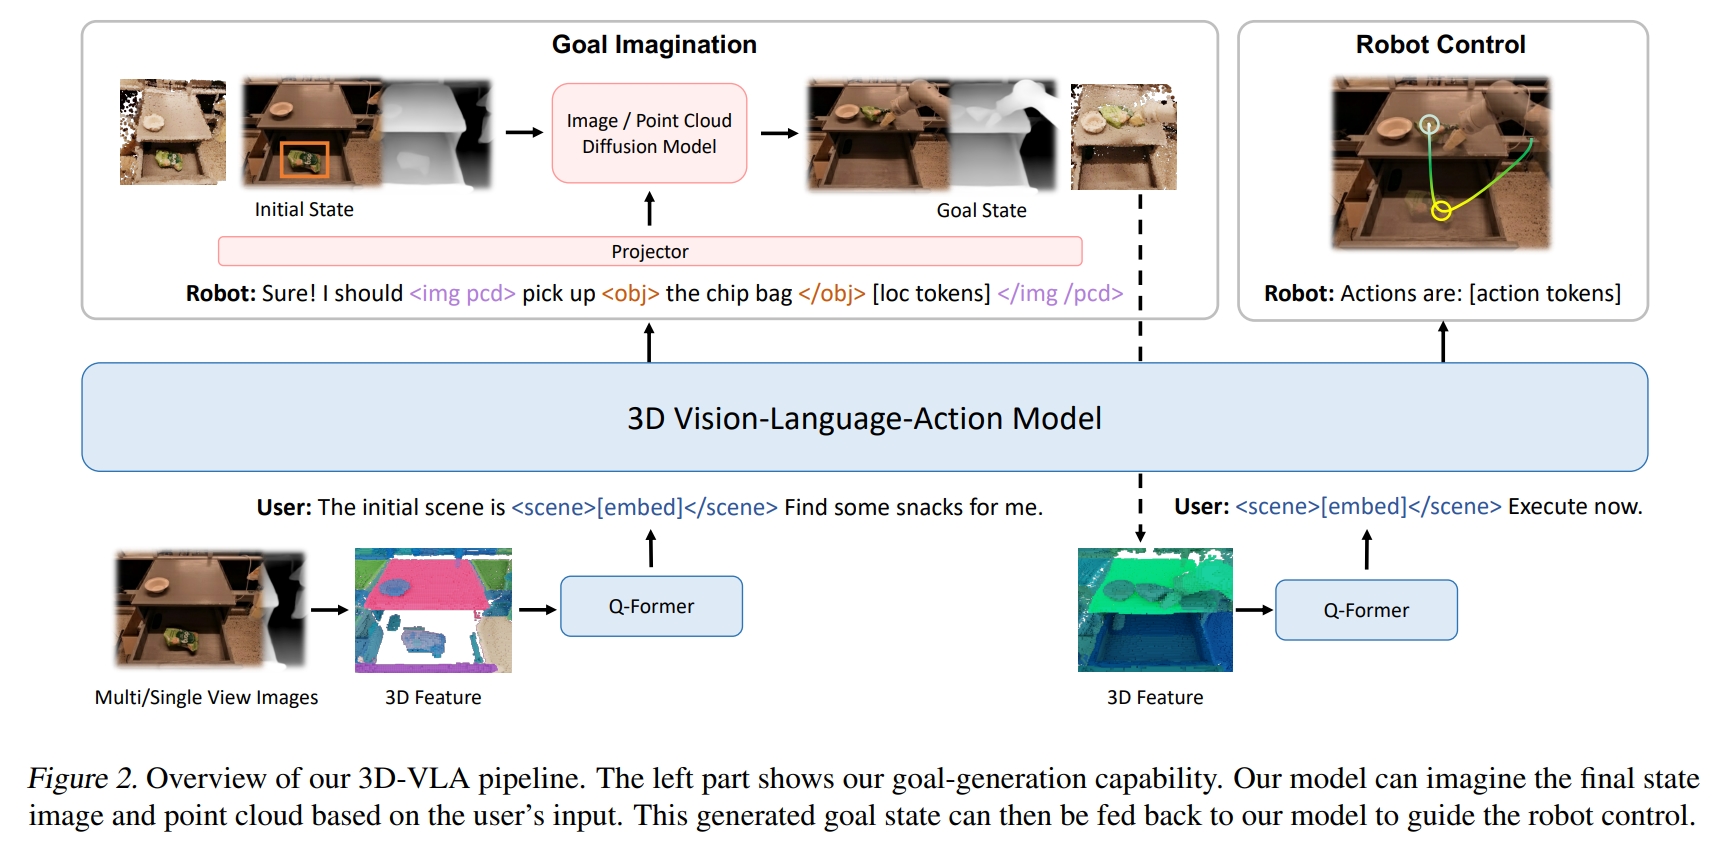 Goal Imagination
Robot Control
Image / Point Cloud
Diffusion Model
Initial State
Goal State
Projector
Robot: Sure! I should <img pcd> pick up <obj> the chip bag </obj> [loc tokens] </img /pcd>
Robot: Actions are: [action tokens]
3D Vision-Language-Action Model
User: The initial scene is <scene>[embed]</scene> Find some snacks for me.
User: <scene>[embed]</scene> Execute now.
Q-Former
Q-Former
Multi/Single View Images
3D Feature
3D Feature
Figure 2. Overview of our 3D-VLA pipeline. The left part shows our goal-generation capability. Our model can imagine the final state
image and point cloud based on the user’s input. This generated goal state can then be fed back to our model to guide the robot control.